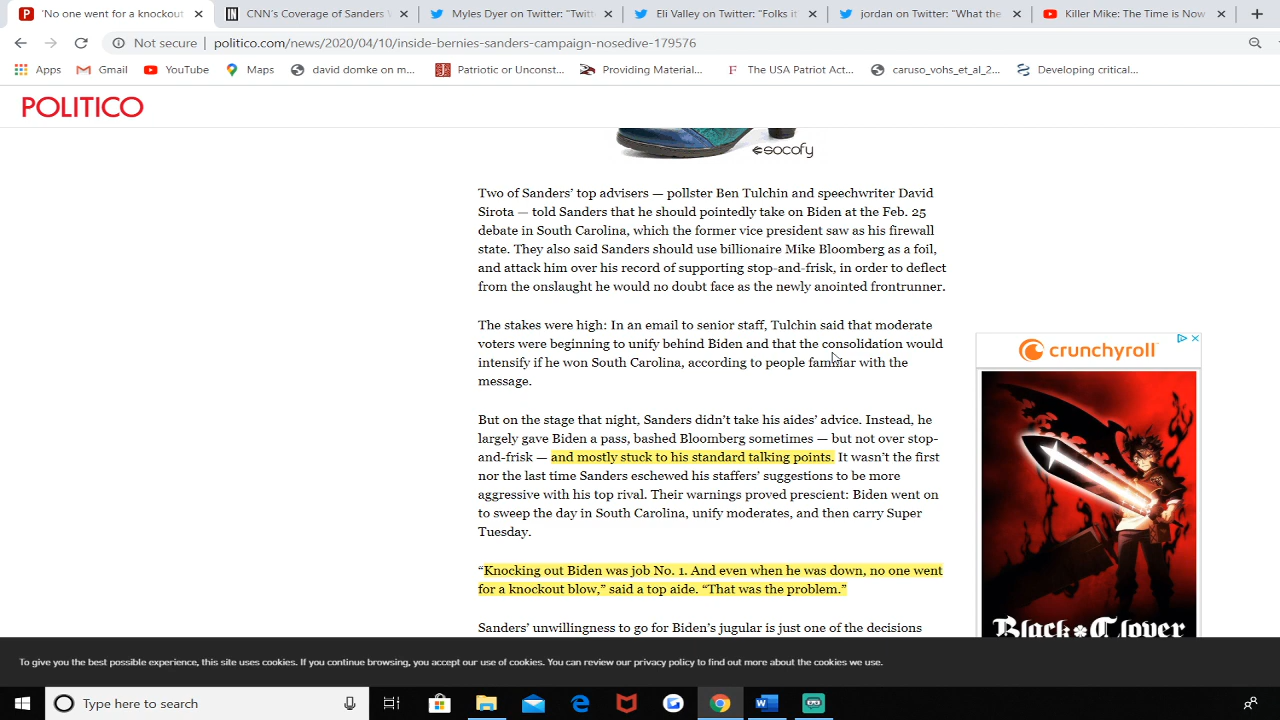 'No one went for a knockout
CNN's Coverage of Sanders
Myles Dyer on Twitter: "Twitt
Eli Valley on Twitter: "Folks it
jordan on Twitter: "What the
Killer Mike: The Time is Now
Not secure | politico.com/news/2020/04/10/inside-bernies-sanders-campaign-nosedive-179576
Apps Gmail YouTube Maps david domke on m... Patriotic or Unconst... Providing Material... The USA Patriot Act... caruso_vohs_et_al_2... Developing critical...
POLITICO
socofy
Two of Sanders' top advisers — pollster Ben Tulchin and speechwriter David
Sirota — told Sanders that he should pointedly take on Biden at the Feb. 25
debate in South Carolina, which the former vice president saw as his firewall
state. They also said Sanders should use billionaire Mike Bloomberg as a foil,
and attack him over his record of supporting stop-and-frisk, in order to deflect
from the onslaught he would no doubt face as the newly anointed frontrunner.
The stakes were high: In an email to senior staff, Tulchin said that moderate
voters were beginning to unify behind Biden and that the consolidation would
intensify if he won South Carolina, according to people familiar with the
message.
But on the stage that night, Sanders didn't take his aides' advice. Instead, he
largely gave Biden a pass, bashed Bloomberg sometimes — but not over stop-
and-frisk — and mostly stuck to his standard talking points. It wasn't the first
nor the last time Sanders eschewed his staffers' suggestions to be more
aggressive with his top rival. Their warnings proved prescient: Biden went on
to sweep the day in South Carolina, unify moderates, and then carry Super
Tuesday.
"Knocking out Biden was job No. 1. And even when he was down, no one went
for a knockout blow," said a top aide. "That was the problem."
Sanders' unwillingness to go for Biden's jugular is just one of the decisions
crunchyroll
Black Clover
To give you the best possible experience, this site uses cookies. If you continue browsing, you accept our use of cookies. You can review our privacy policy to find out more about the cookies we use.
Type here to search